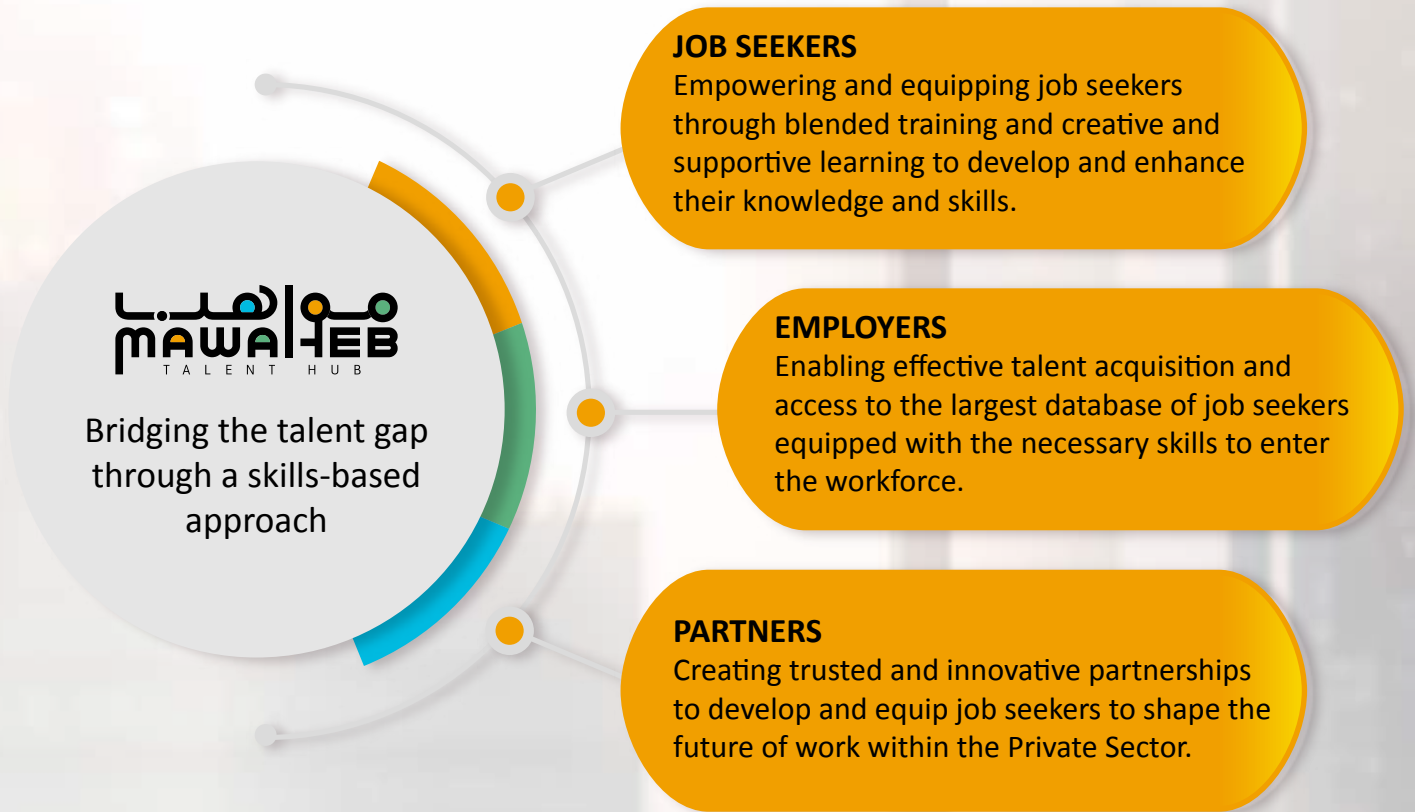 مواهب
MAWAHEB
TALENT HUB
Bridging the talent gap
through a skills-based
approach
JOB SEEKERS
Empowering and equipping job seekers
through blended training and creative and
supportive learning to develop and enhance
their knowledge and skills.
EMPLOYERS
Enabling effective talent acquisition and
access to the largest database of job seekers
equipped with the necessary skills to enter
the workforce.
PARTNERS
Creating trusted and innovative partnerships
to develop and equip job seekers to shape the
future of work within the Private Sector.